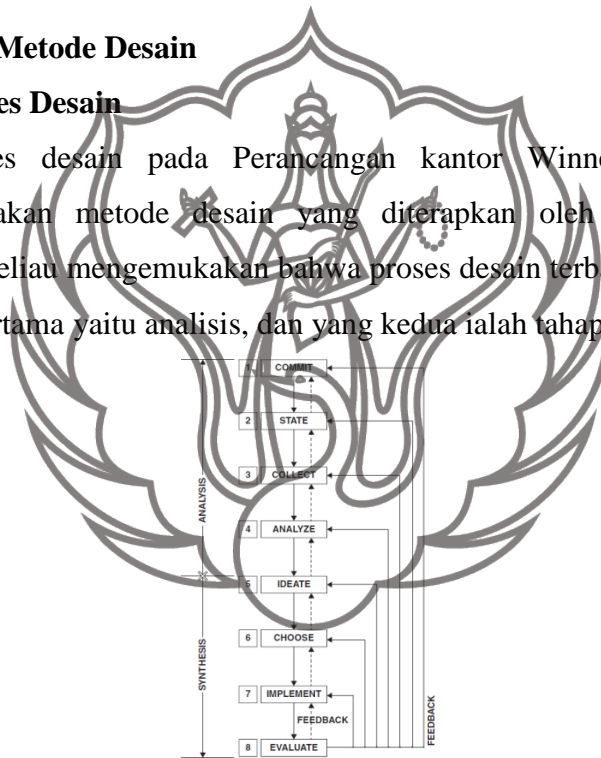 Metode Desain
es Desain
es desain pada Perancangan kantor Winne
akan metode desain yang diterapkan oleh
eliau mengemukakan bahwa proses desain terba
rtama yaitu analisis, dan yang kedua ialah tahap
1 COMMIT
2 STATE
3 COLLECT
ANALYSIS
4 ANALYZE
5 IDEATE
6 CHOOSE
SYNTHESIS
7 IMPLEMENT
FEEDBACK
FEEDBACK
8 EVALUATE